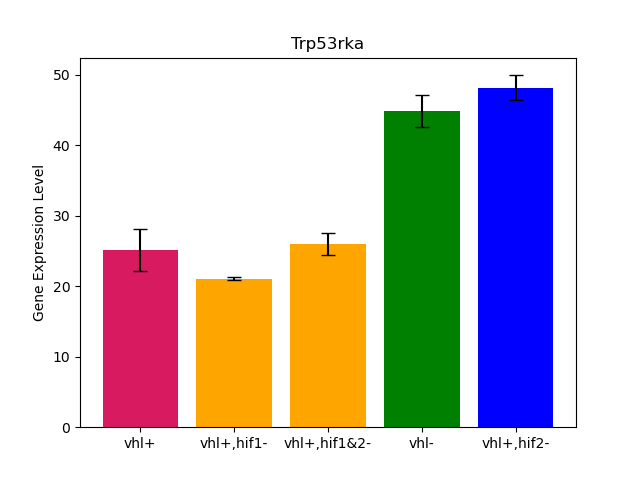 Trp53rka
Gene Expression Level
50
40
30
20
10
0
vhl+ vhl+,hif1- vhl+,hif1&2- vhl- vhl+,hif2-